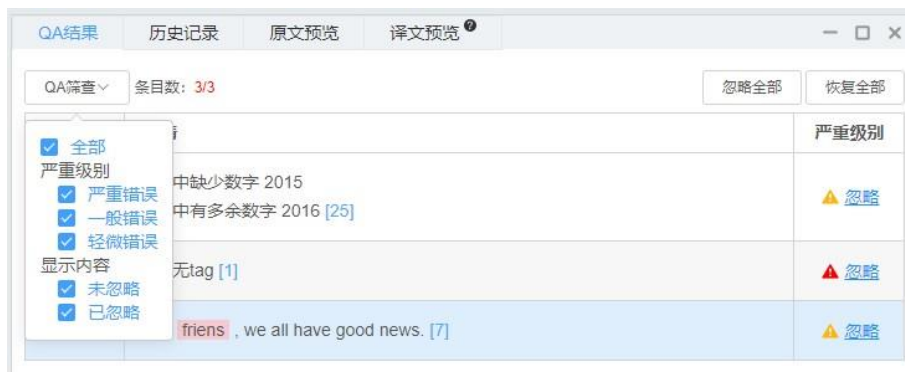 QA结果 历史记录 原文预览 译文预览 ?
QA筛查 条目数：3/3 忽略全部 恢复全部
严重级别
全部
严重级别
严重错误
一般错误
轻微错误
显示内容
未忽略
已忽略
中缺少数字 2015
中有多余数字 2016 [25]
忽略
无tag [1]
忽略
friens , we all have good news. [7]
忽略